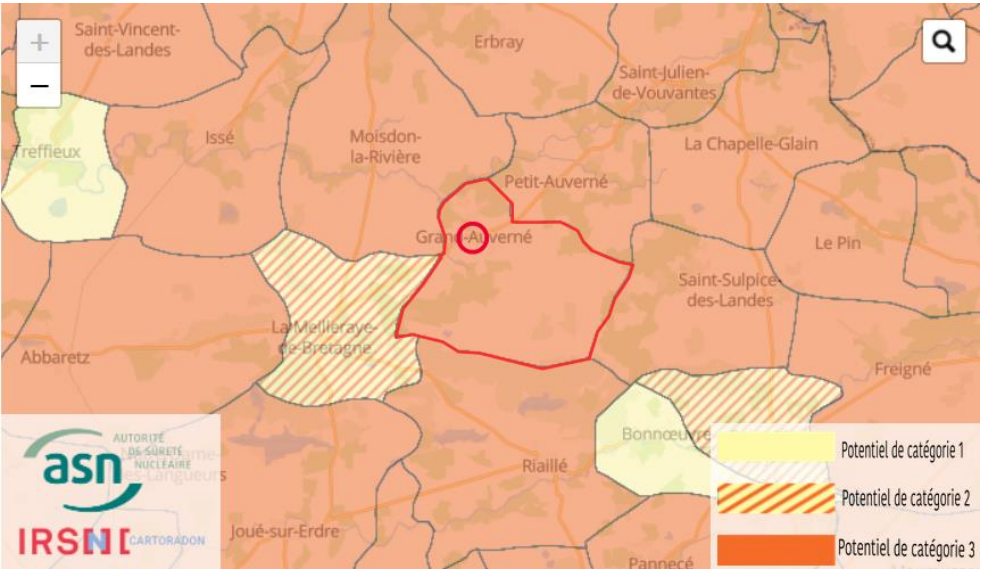 +
−
Saint-Vincent-
des-Landes
Erbray
Saint-Julien-
de-Vouvantes
Treffieux
Issé
Moisdon-
la-Rivière
La Chapelle-Glain
Petit-Auverné
Grand-Auverné
Le Pin
Saint-Sulpice-
des-Landes
La Meilleraye-
de-Bretagne
Abbaretz
Freigné
Bonnœuvre
Riaillé
Joué-sur-Erdre
Pannecé
AUTORITÉ
DE SÛRETÉ
NUCLÉAIRE
asn
IRSN
CARTORADON
Potentiel de catégorie 1
Potentiel de catégorie 2
Potentiel de catégorie 3